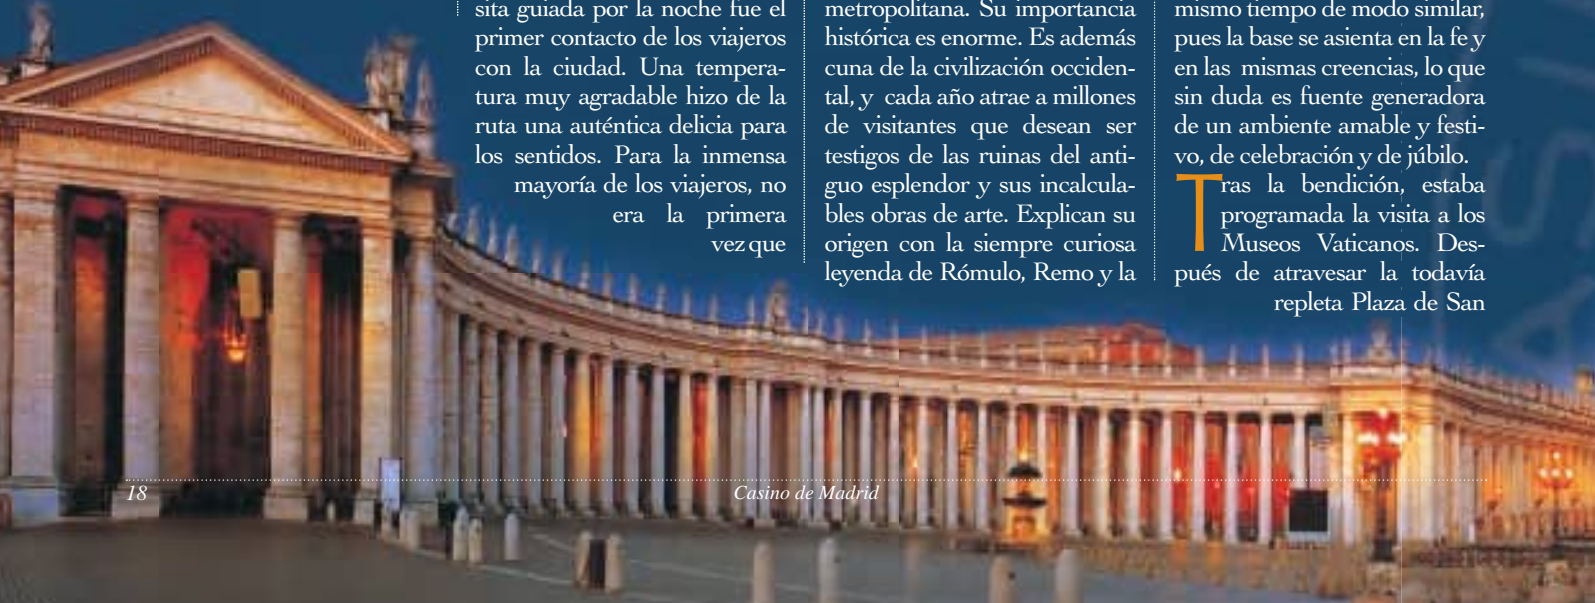 sita guiada por la noche fue el
primer contacto de los viajeros
con la ciudad. Una tempera-
tura muy agradable hizo de la
ruta una auténtica delicia para
los sentidos. Para la inmensa
mayoría de los viajeros, no
era la primera
vez que
metropolitana. Su importancia
histórica es enorme. Es además
cuna de la civilización occiden-
tal, y cada año atrae a millones
de visitantes que desean ser
testigos de las ruinas del anti-
guo esplendor y sus incalcula-
bles obras de arte. Explican su
origen con la siempre curiosa
leyenda de Rómulo, Remo y la
mismo tiempo de modo similar,
pues la base se asienta en la fe y
en las mismas creencias, lo que
sin duda es fuente generadora
de un ambiente amable y festi-
vo, de celebración y de júbilo.
Tras la bendición, estaba
programada la visita a los
Museos Vaticanos. Des-
pués de atravesar la todavía
repleta Plaza de San
18
Casino de Madrid